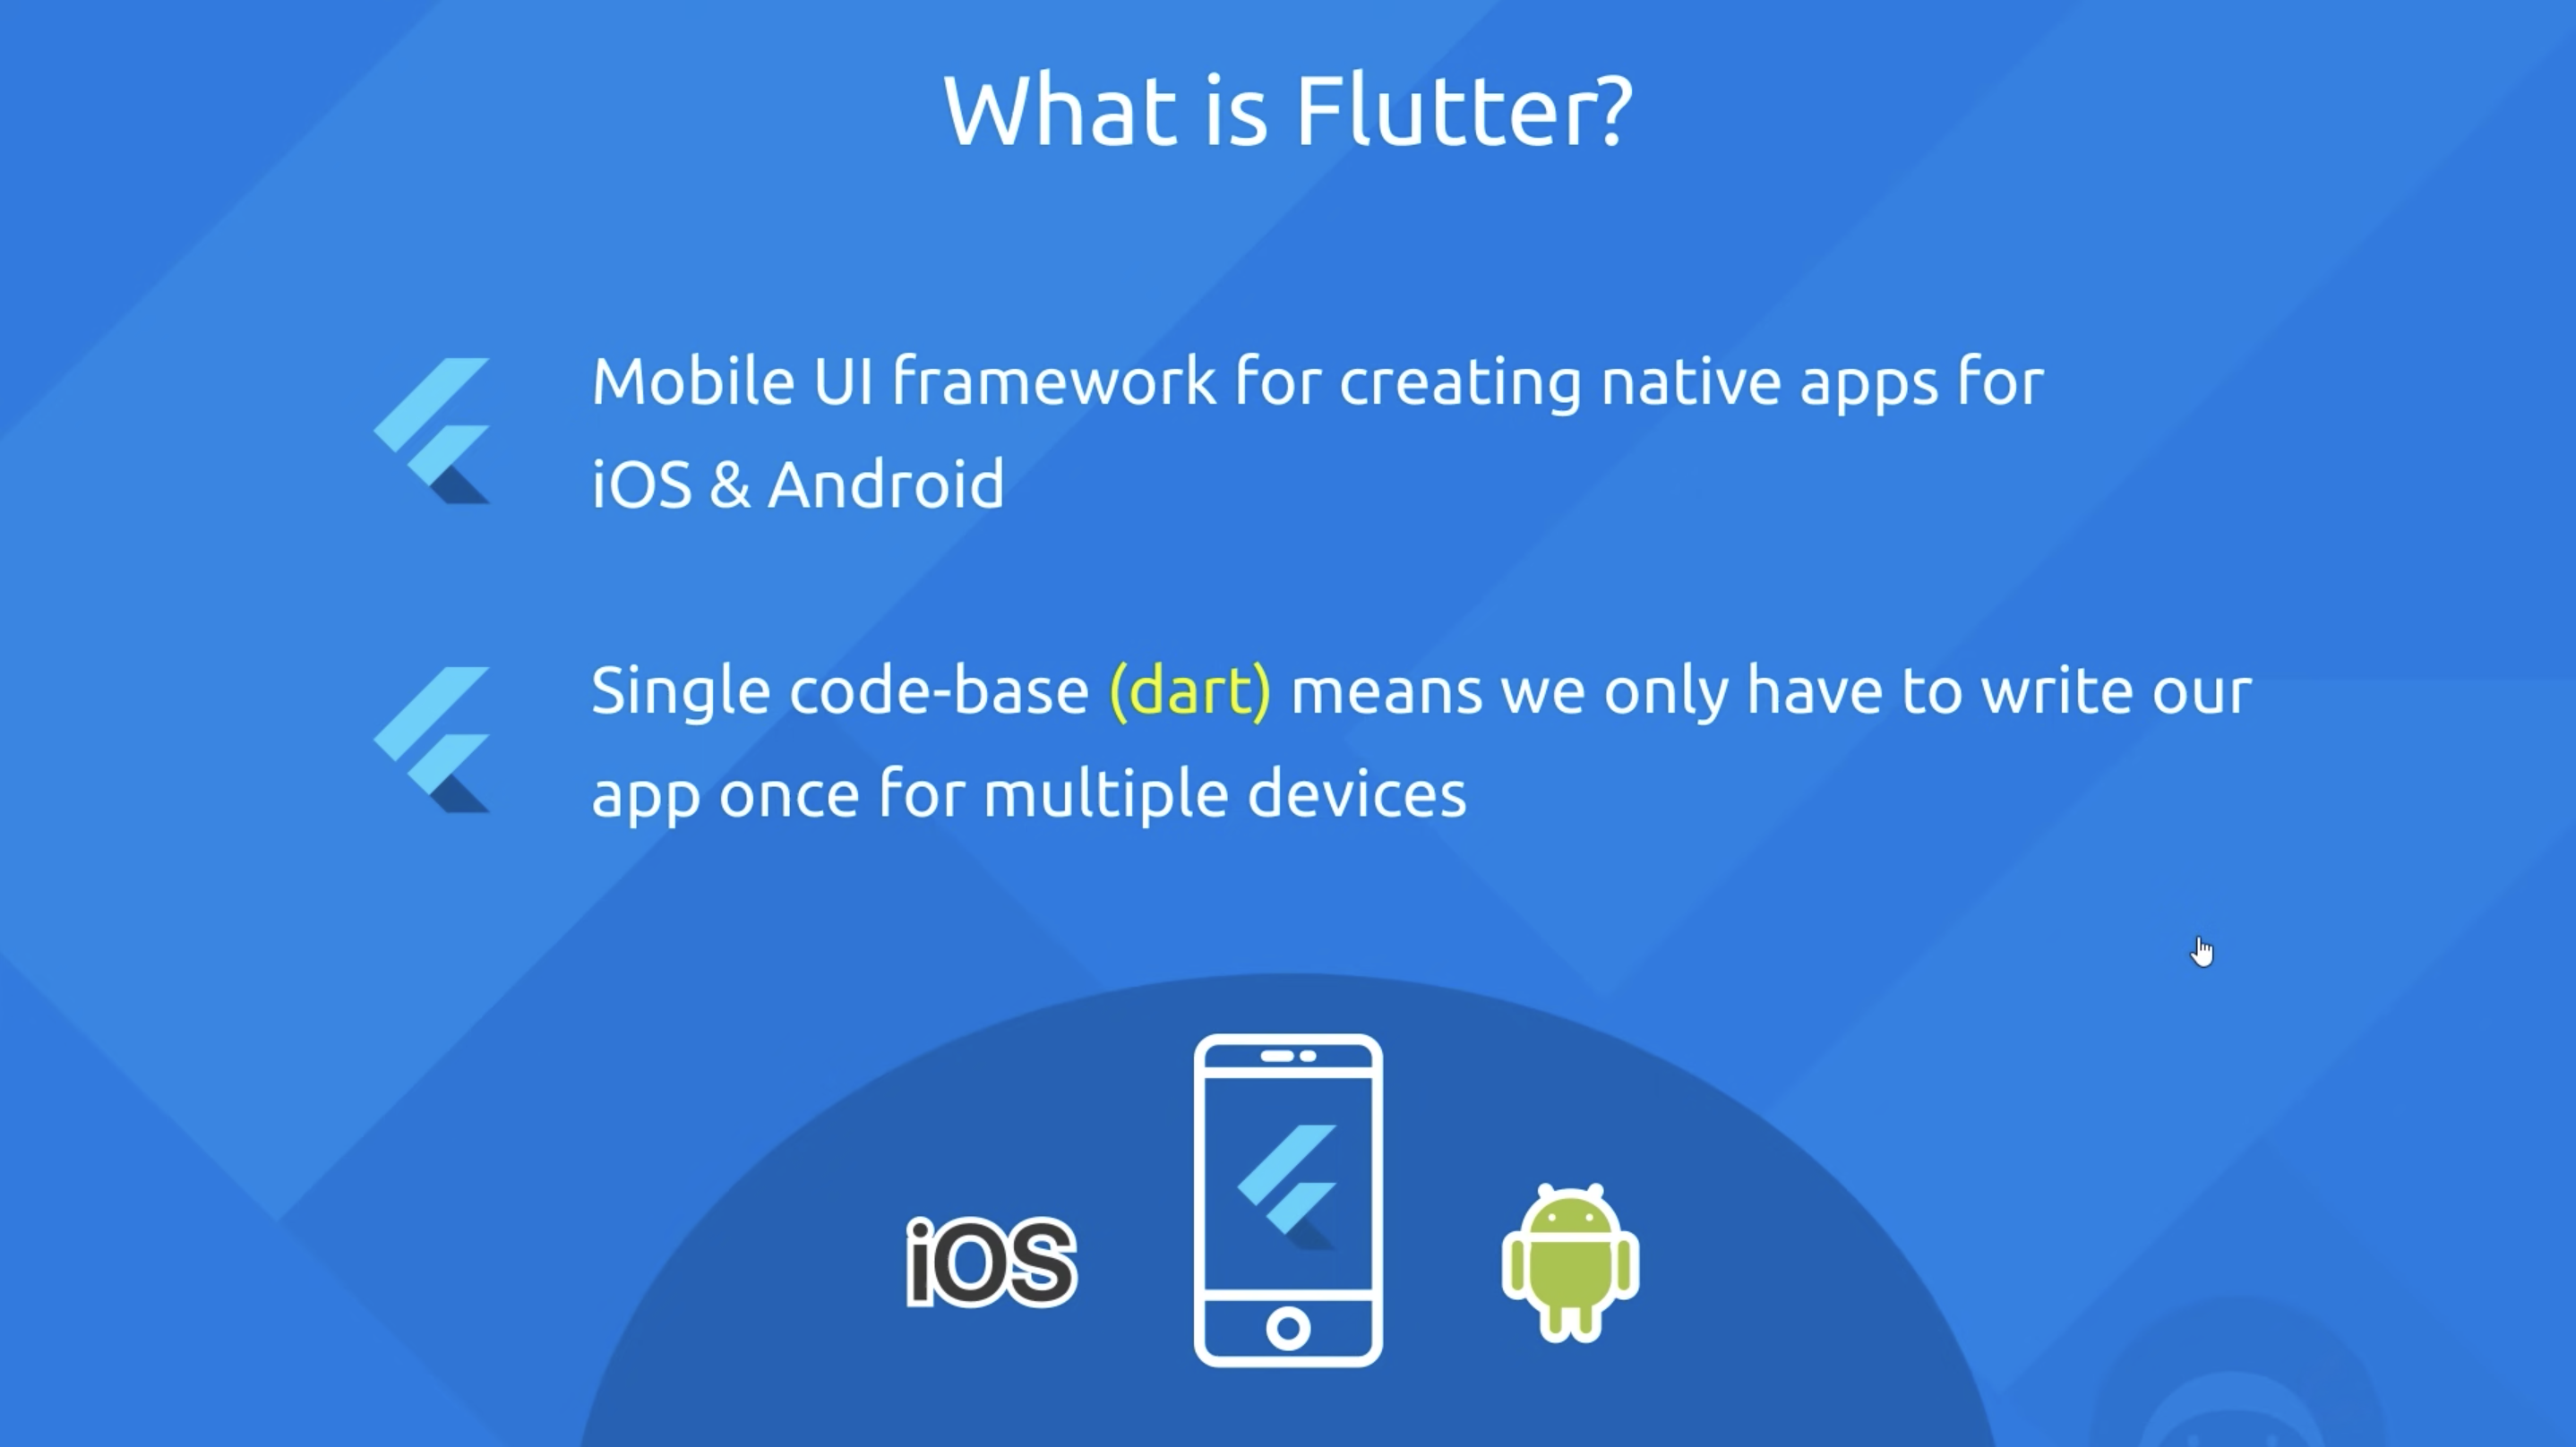 What is Flutter?
Mobile UI framework for creating native apps for
iOS & Android
Single code-base (dart) means we only have to write our
app once for multiple devices
iOS